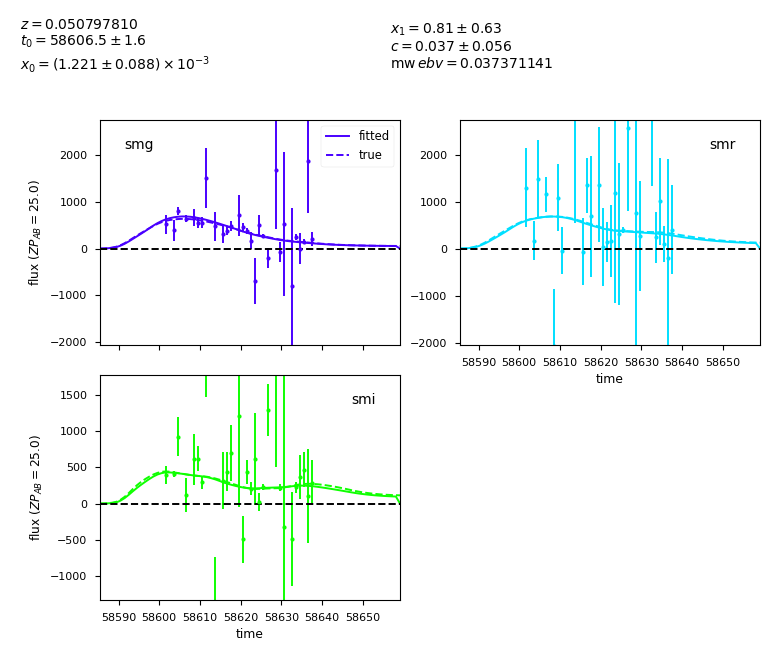 z = 0.050797810
t₀ = 58606.5 ± 1.6
x₀ = (1.221 ± 0.088) × 10⁻³
x₁ = 0.81 ± 0.63
c = 0.037 ± 0.056
mw ebv = 0.037371141
smg
fitted
true
2000
1000
0
−1000
−2000
flux (ZP_AB = 25.0)
smr
2000
1000
0
−1000
−2000
58590 58600 58610 58620 58630 58640 58650
time
smi
1500
1000
500
0
−500
−1000
flux (ZP_AB = 25.0)
58590 58600 58610 58620 58630 58640 58650
time